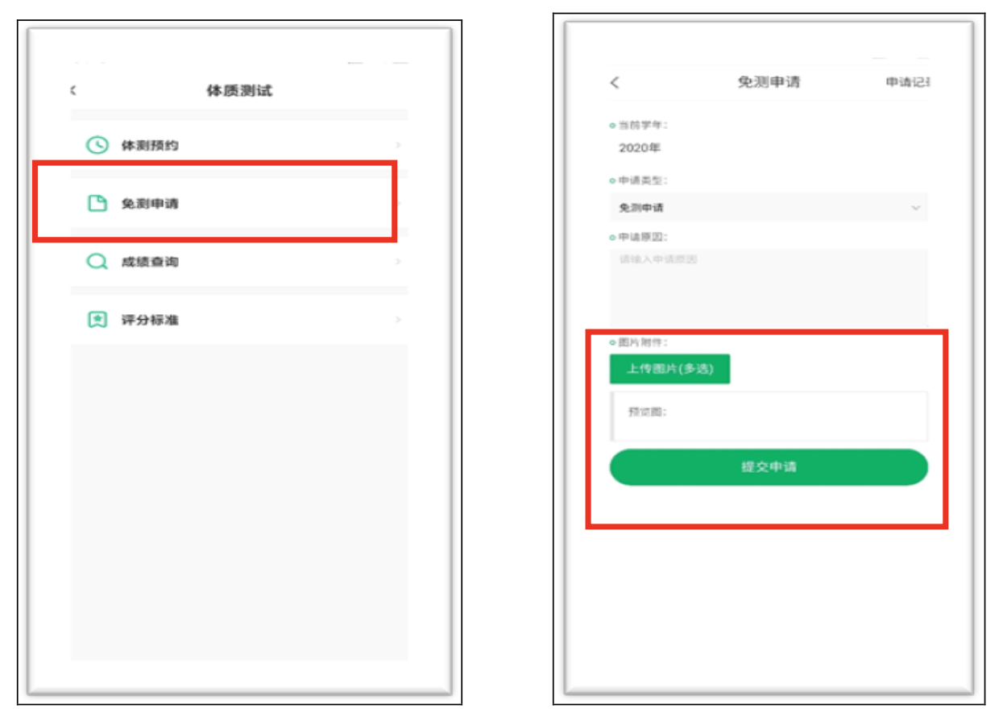 体质测试
体测预约
免测申请
成绩查询
评分标准
免测申请
申请记
当前学年:
2020年
申请类型:
免测申请
申请原因:
请输入申请原因
图片附件:
上传图片(多选)
预览图:
提交申请